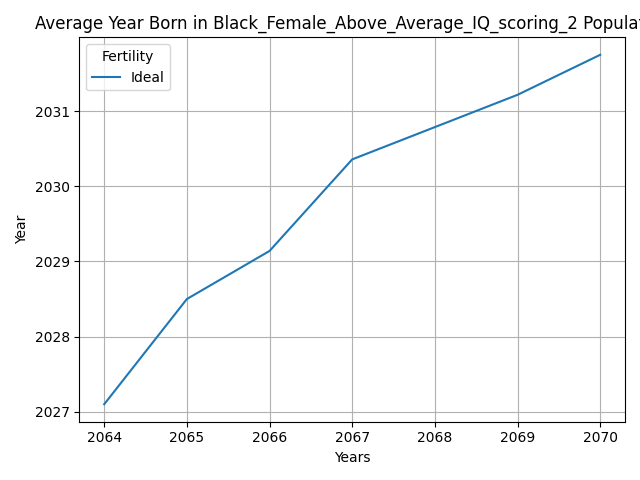 Average Year Born in Black_Female_Above_Average_IQ_scoring_2 Populat
Fertility
Ideal
2031
2030
2029
2028
2027
Year
2064 2065 2066 2067 2068 2069 2070
Years